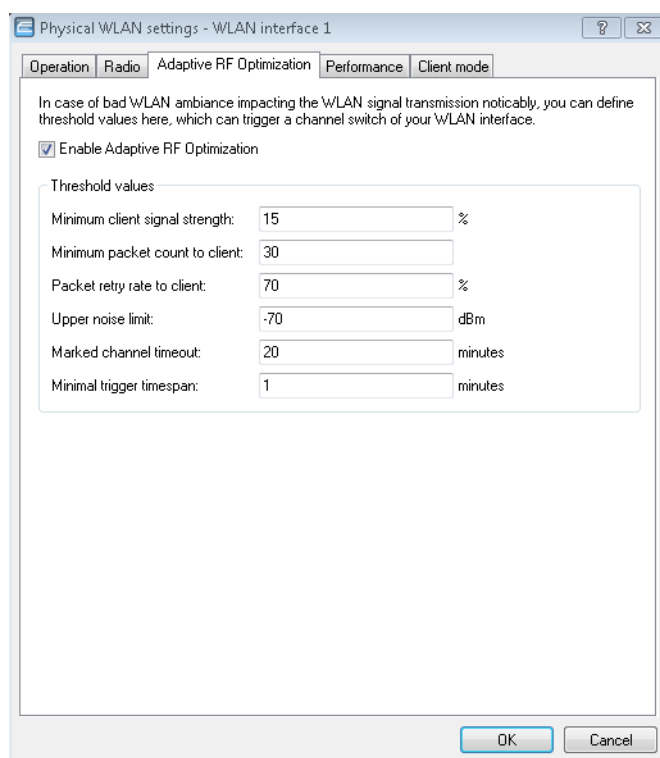 Physical WLAN settings - WLAN interface 1
Operation Radio Adaptive RF Optimization Performance Client mode
In case of bad WLAN ambiance impacting the WLAN signal transmission noticably, you can define
threshold values here, which can trigger a channel switch of your WLAN interface.
Enable Adaptive RF Optimization
Threshold values
Minimum client signal strength: 15 %
Minimum packet count to client: 30
Packet retry rate to client: 70 %
Upper noise limit: -70 dBm
Marked channel timeout: 20 minutes
Minimal trigger timespan: 1 minutes
OK Cancel